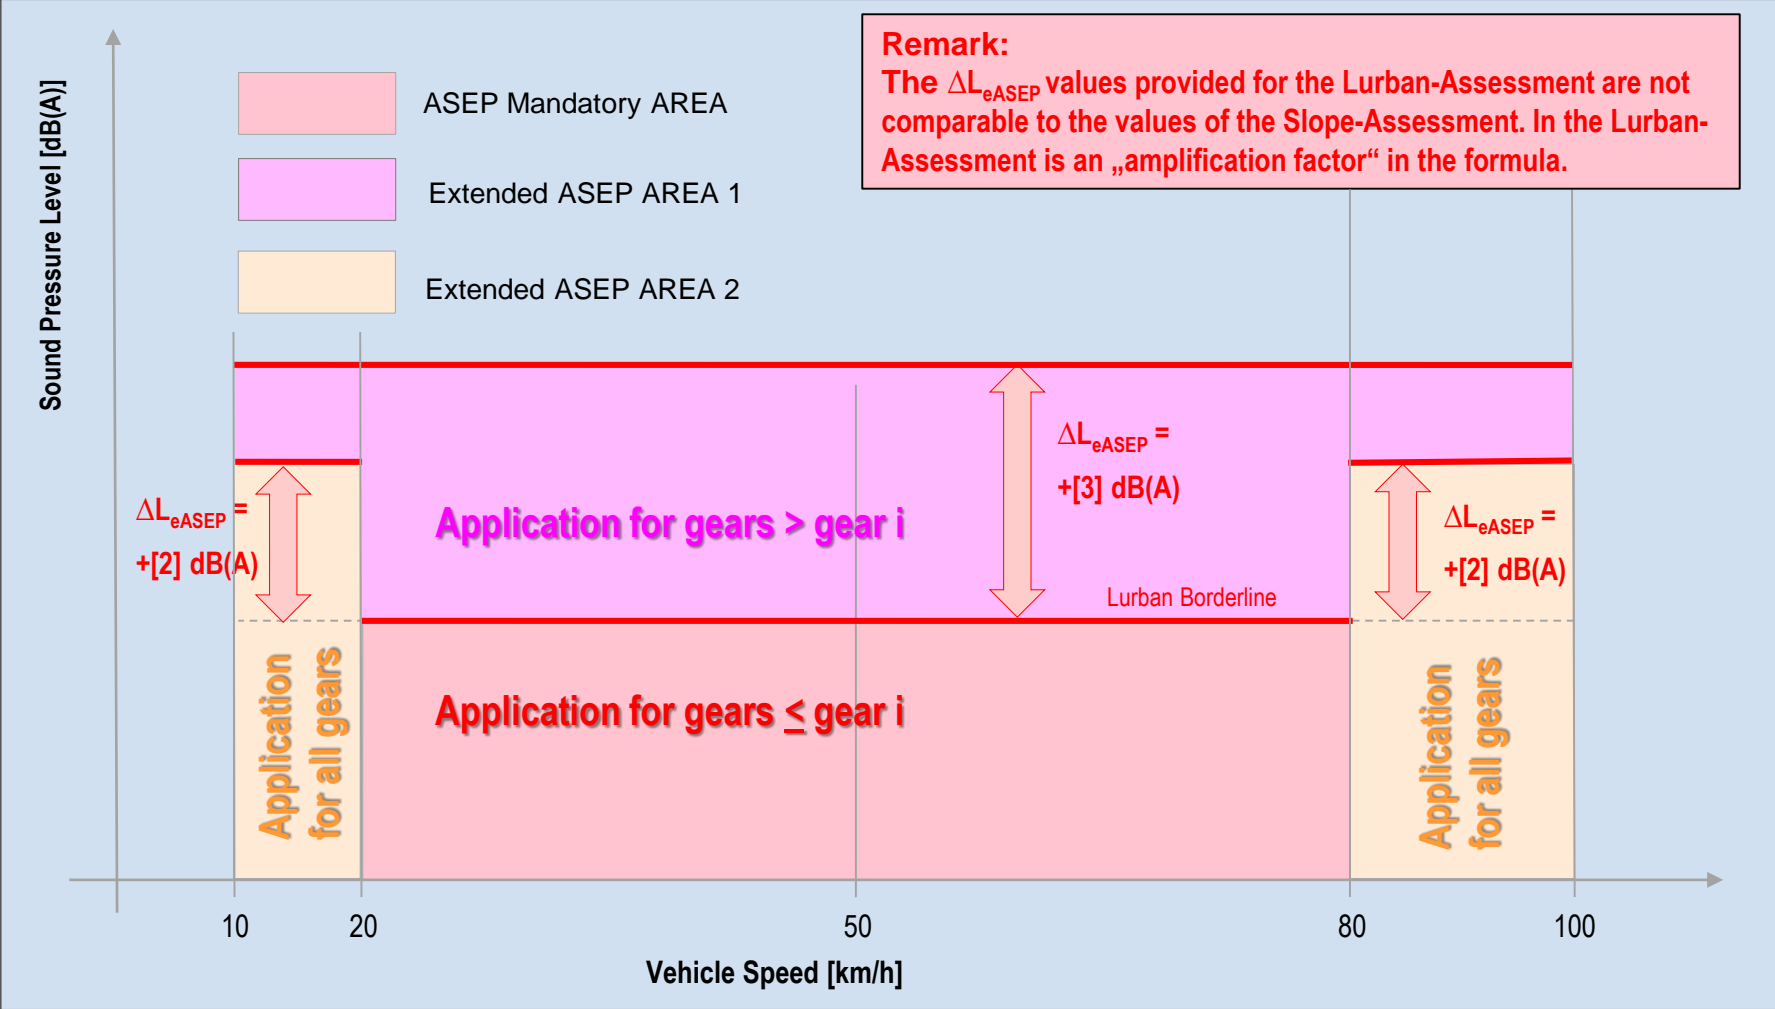 Remark:
The ΔLeASEP values provided for the Lurban-Assessment are not
comparable to the values of the Slope-Assessment. In the Lurban-
Assessment is an „amplification factor“ in the formula.
Sound Pressure Level [dB(A)]
ASEP Mandatory AREA
Extended ASEP AREA 1
Extended ASEP AREA 2
ΔLeASEP =
+[2] dB(A)
Application for gears > gear i
ΔLeASEP =
+[3] dB(A)
ΔLeASEP =
+[2] dB(A)
Lurban Borderline
Application
for all gears
Application for gears ≤ gear i
Application
for all gears
10 20 50 80 100
Vehicle Speed [km/h]